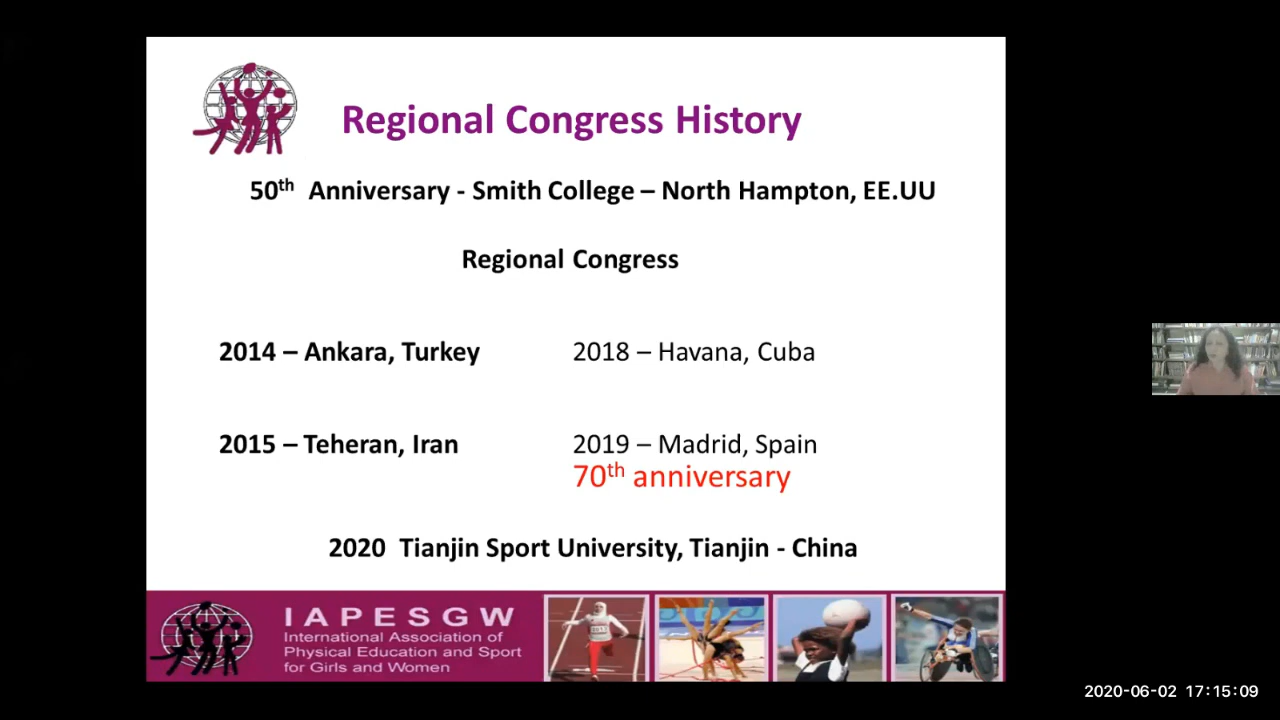 Regional Congress History
50th Anniversary - Smith College – North Hampton, EE.UU
Regional Congress
2014 – Ankara, Turkey
2018 – Havana, Cuba
2015 – Teheran, Iran
2019 – Madrid, Spain
70th anniversary
2020 Tianjin Sport University, Tianjin - China
IAPESGW
International Association of
Physical Education and Sport
for Girls and Women
2020-06-02 17:15:09